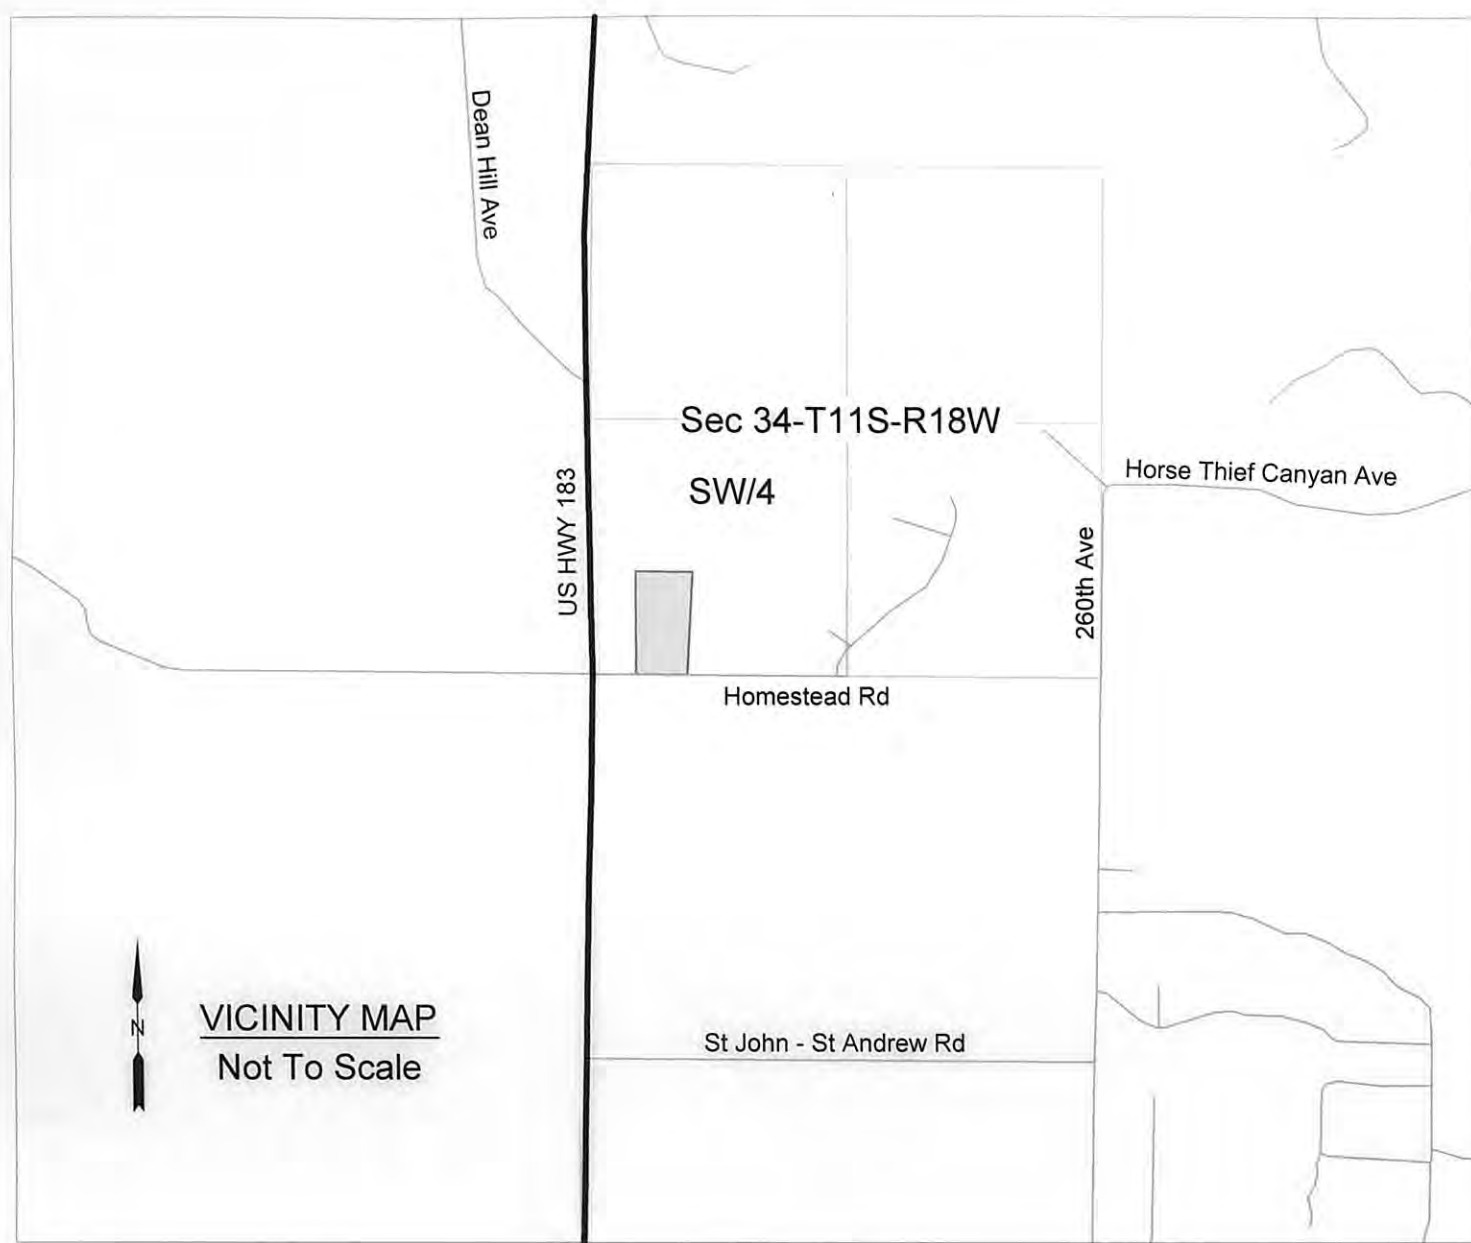 Dean Hill Ave
Sec 34-T11S-R18W
Horse Thief Canyan Ave
SW/4
US HWY 183
260th Ave
Homestead Rd
N
VICINITY MAP
Not To Scale
St John - St Andrew Rd